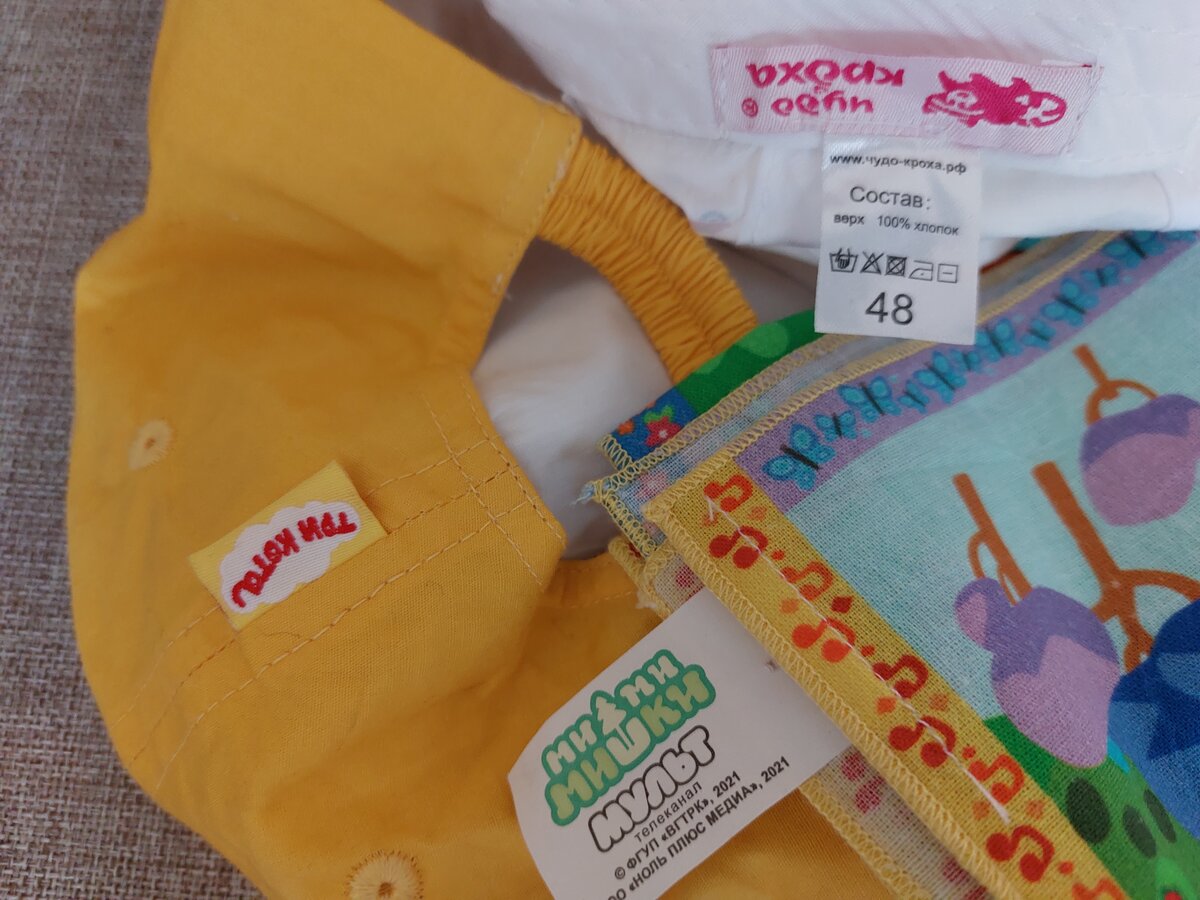 чудо
кроха
®
www.чудо-кроха.рф
Состав:
верх 100% хлопок
48
ТРИ КОТА
МИ МИ
МИШКИ
МУЛЬТ
телеканал
© ФГУП «ВГТРК», 2021
ОО «НОЛЬ ПЛЮС МЕДИА», 2021